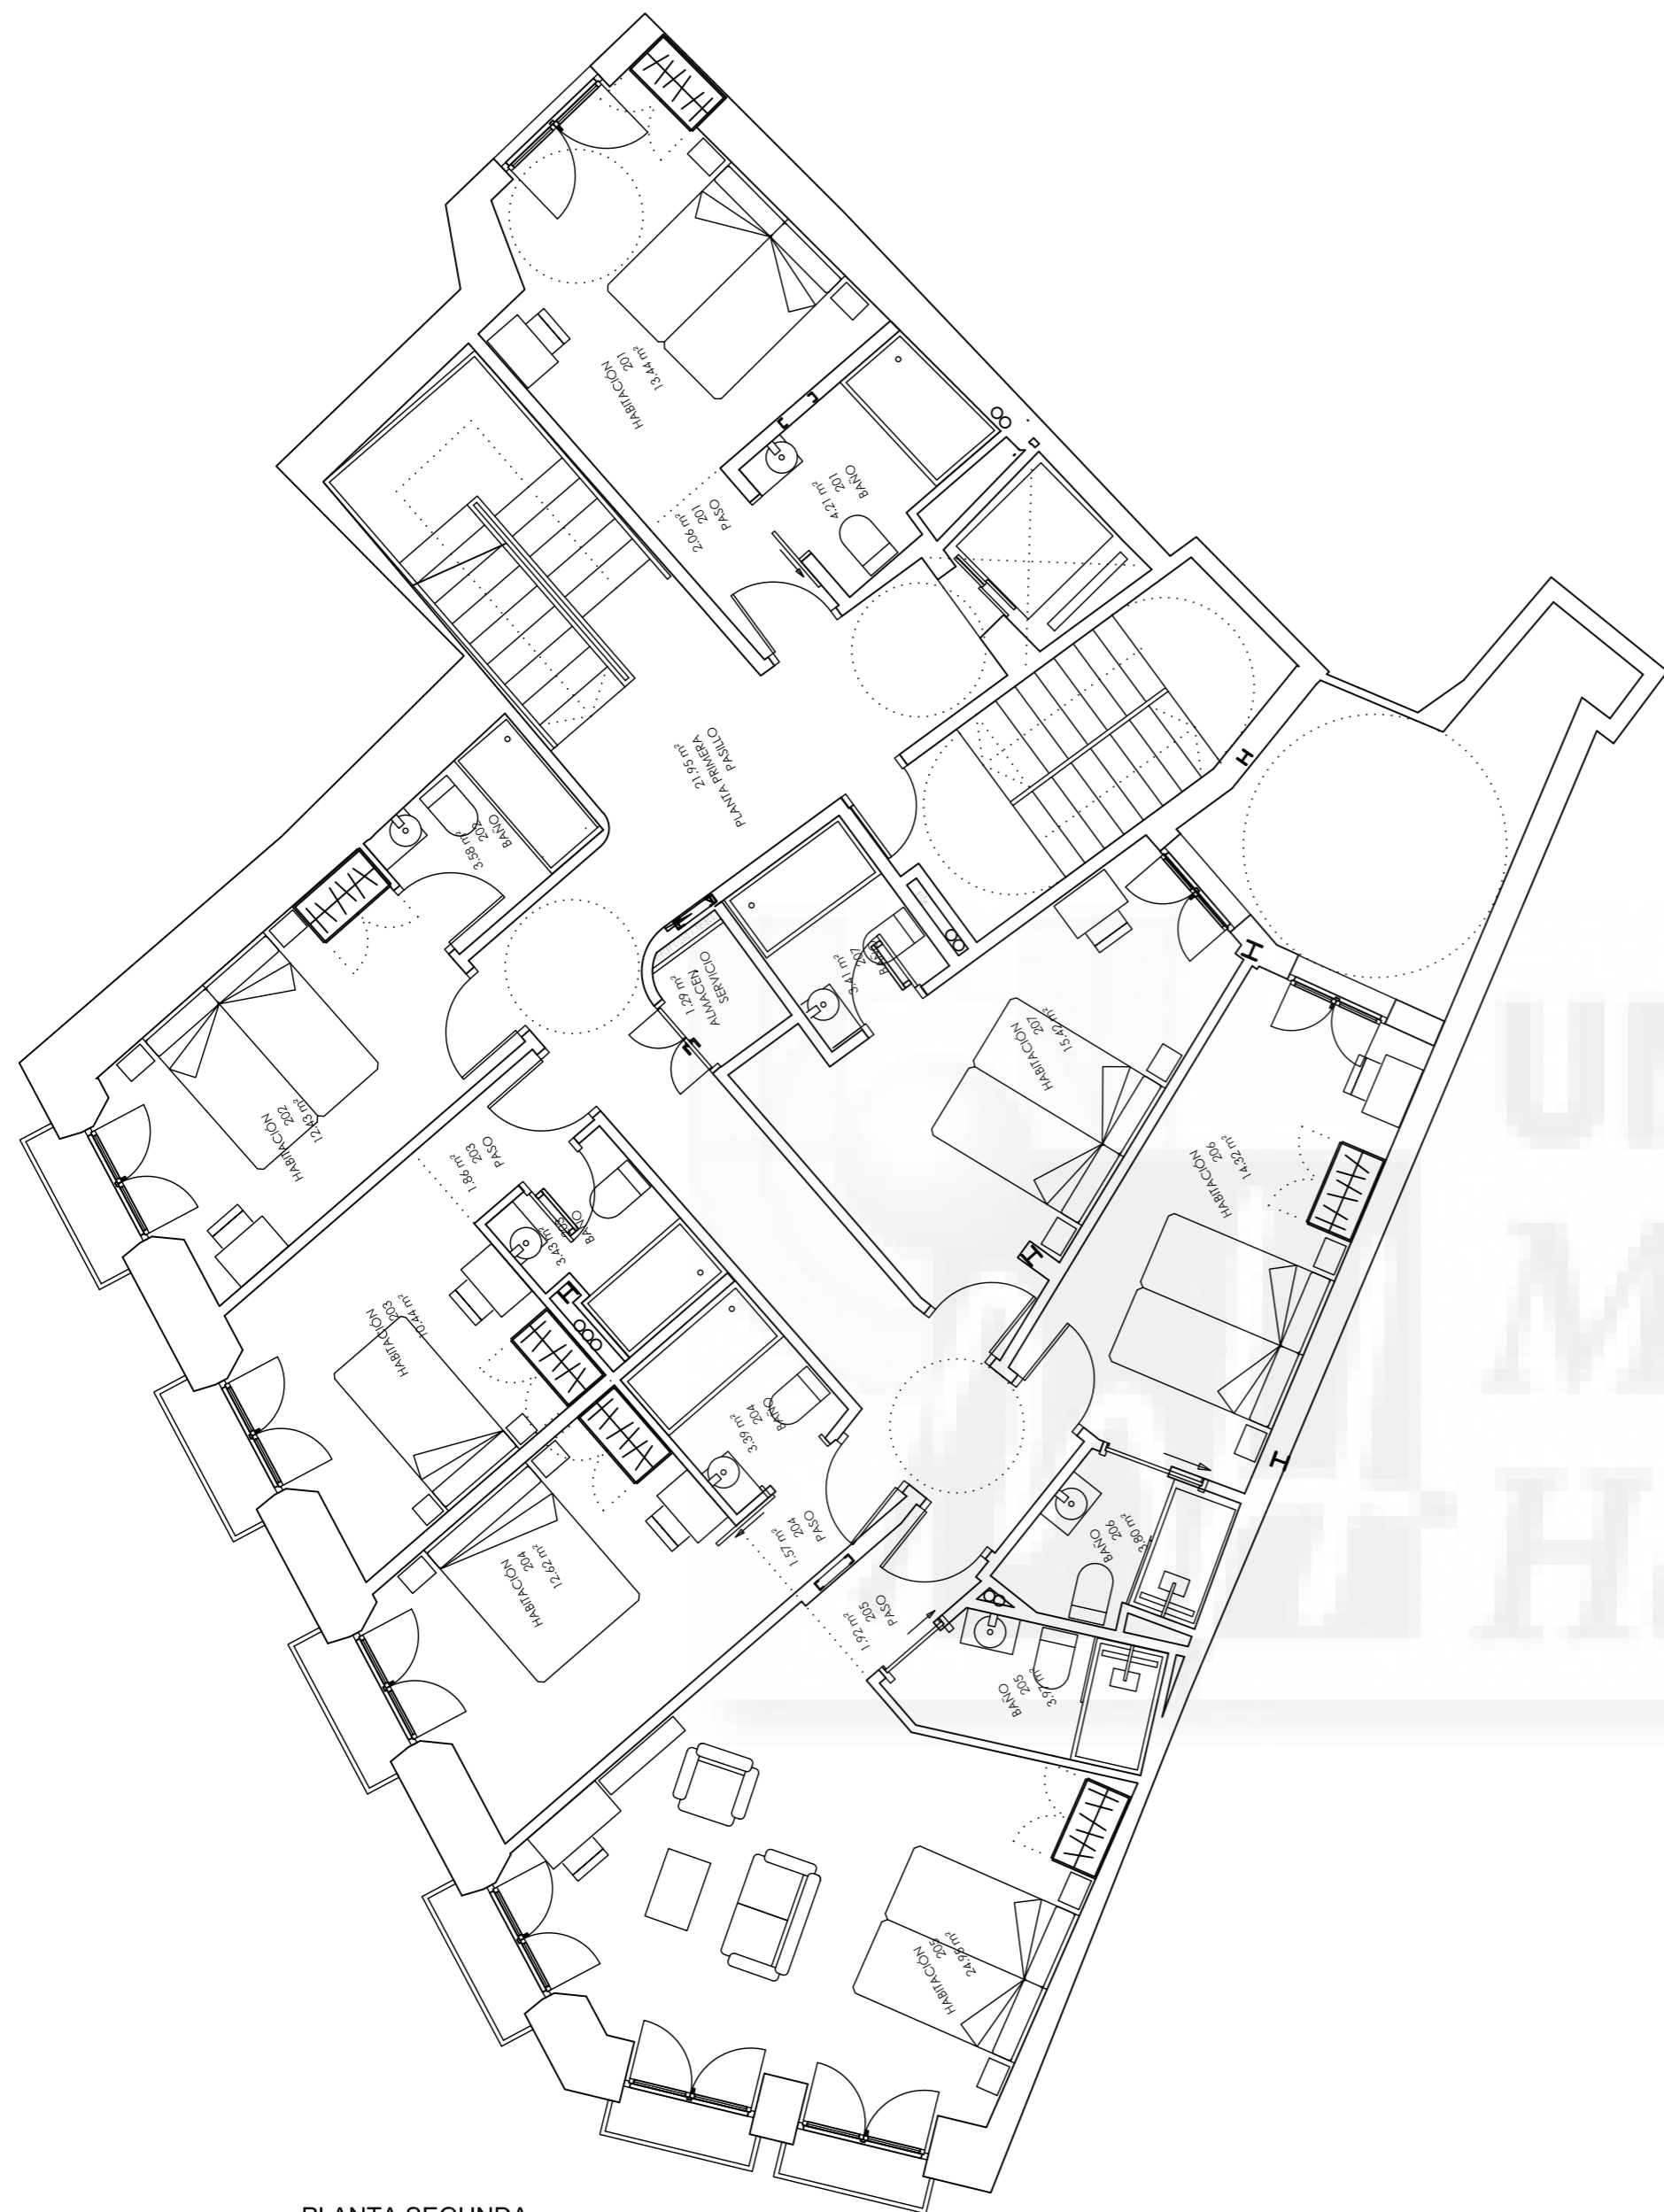 HABITACIÓN
201
13.44 m²
BAÑO
201
4.21 m²
PASO
201
2.06 m²
PASILLO
PLANTA PRIMERA
21.95 m²
BAÑO
202
3.58 m²
HABITACIÓN
202
12.43 m²
SERVICIO
ALMACÉN
1.29 m²
BAÑO
207
3.41 m²
HABITACIÓN
207
15.42 m²
HABITACIÓN
206
14.32 m²
PASO
203
1.86 m²
BAÑO
203
3.43 m²
HABITACIÓN
203
10.44 m²
BAÑO
204
3.39 m²
PASO
204
1.57 m²
HABITACIÓN
204
12.62 m²
BAÑO
206
3.80 m²
PASO
205
1.92 m²
BAÑO
205
3.97 m²
HABITACIÓN
205
24.95 m²
PLANTA SEGUNDA